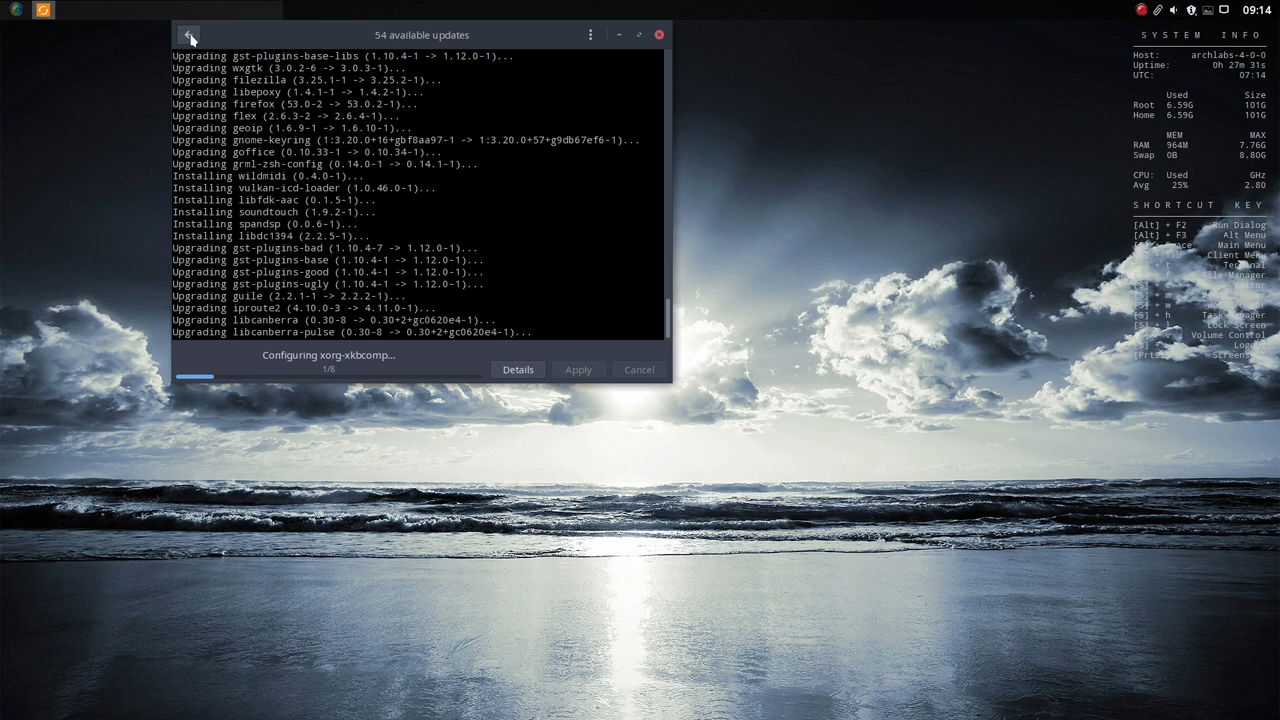 09:14
54 available updates
Upgrading gst-plugins-base-libs (1.10.4-1 -> 1.12.0-1)...
Upgrading wxgtk (3.0.2-6 -> 3.0.3-1)...
Upgrading filezilla (3.25.1-1 -> 3.25.2-1)...
Upgrading libepoxy (1.4.1-1 -> 1.4.2-1)...
Upgrading firefox (53.0-2 -> 53.0.2-1)...
Upgrading flex (2.6.3-2 -> 2.6.4-1)...
Upgrading geoip (1.6.9-1 -> 1.6.10-1)...
Upgrading gnome-keyring (1:3.20.0+16+gbf8aa97-1 -> 1:3.20.0+57+g9db67ef6-1)...
Upgrading goffice (0.10.33-1 -> 0.10.34-1)...
Upgrading grml-zsh-config (0.14.0-1 -> 0.14.1-1)...
Installing wildmidi (0.4.0-1)...
Installing vulkan-icd-loader (1.0.46.0-1)...
Installing libfdk-aac (0.1.5-1)...
Installing soundtouch (1.9.2-1)...
Installing spandsp (0.0.6-1)...
Installing libdc1394 (2.2.5-1)...
Upgrading gst-plugins-bad (1.10.4-7 -> 1.12.0-1)...
Upgrading gst-plugins-base (1.10.4-1 -> 1.12.0-1)...
Upgrading gst-plugins-good (1.10.4-1 -> 1.12.0-1)...
Upgrading gst-plugins-ugly (1.10.4-1 -> 1.12.0-1)...
Upgrading guile (2.2.1-1 -> 2.2.2-1)...
Upgrading iproute2 (4.10.0-3 -> 4.11.0-1)...
Upgrading libcanberra (0.30-8 -> 0.30+2+gc0620e4-1)...
Upgrading libcanberra-pulse (0.30-8 -> 0.30+2+gc0620e4-1)...
Configuring xorg-xkbcomp...
1/8
Details Apply Cancel
SYSTEM INFO
Host: archlabs-4-0-0
Uptime: 0h 27m 31s
UTC: 07:14
Used Size
Root 6.59G 101G
Home 6.59G 101G
MEM MAX
RAM 964M 7.76G
Swap 0B 8.80G
CPU: Used GHz
Avg 25% 2.80
SHORTCUT KEY
[Alt] + F2 Run Dialog
[Alt] + F3 Alt Menu
Main Menu
Client Menu
+ t
File Manager
+ h Task Manager
Lock Screen
Volume Control